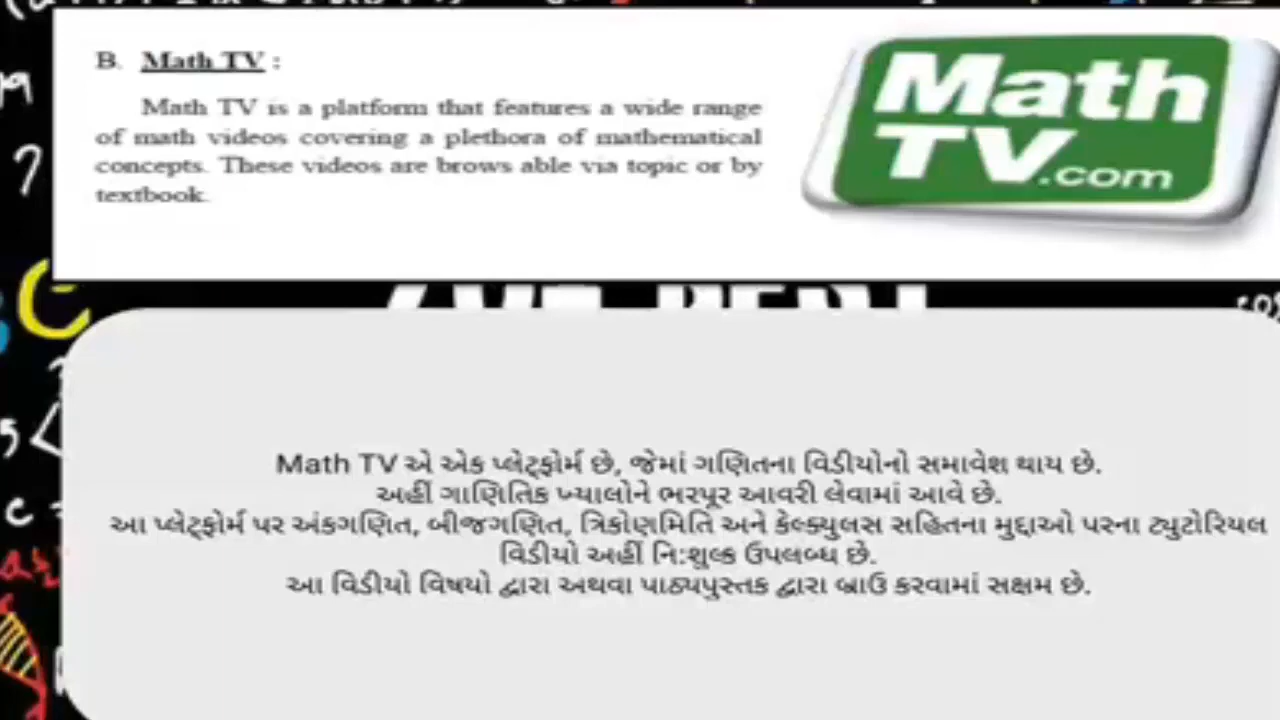 B. Math TV :
Math TV is a platform that features a wide range
of math videos covering a plethora of mathematical
concepts. These videos are brows able via topic or by
textbook.
Math
TV.com
Math TV એ એક પ્લેટ્ફોર્મ છે, જેમાં ગણિતના વિડીયોનો સમાવેશ થાય છે.
અહીં ગાણિતિક ખ્યાલોને ભરપૂર આવરી લેવામાં આવે છે.
આ પ્લેટ્ફોર્મ પર અંકગણિત, બીજગણિત, ત્રિકોણમિતિ અને કેલ્ક્યુલસ સહિતના મુદ્દાઓ પરના ટ્યુટોરિયલ
વિડીયો અહીં નિ:શુલ્ક ઉપલબ્ધ છે.
આ વિડીયો વિષયો દ્વારા અથવા પાઠ્યપુસ્તક દ્વારા બ્રાઉ કરવામાં સક્ષમ છે.